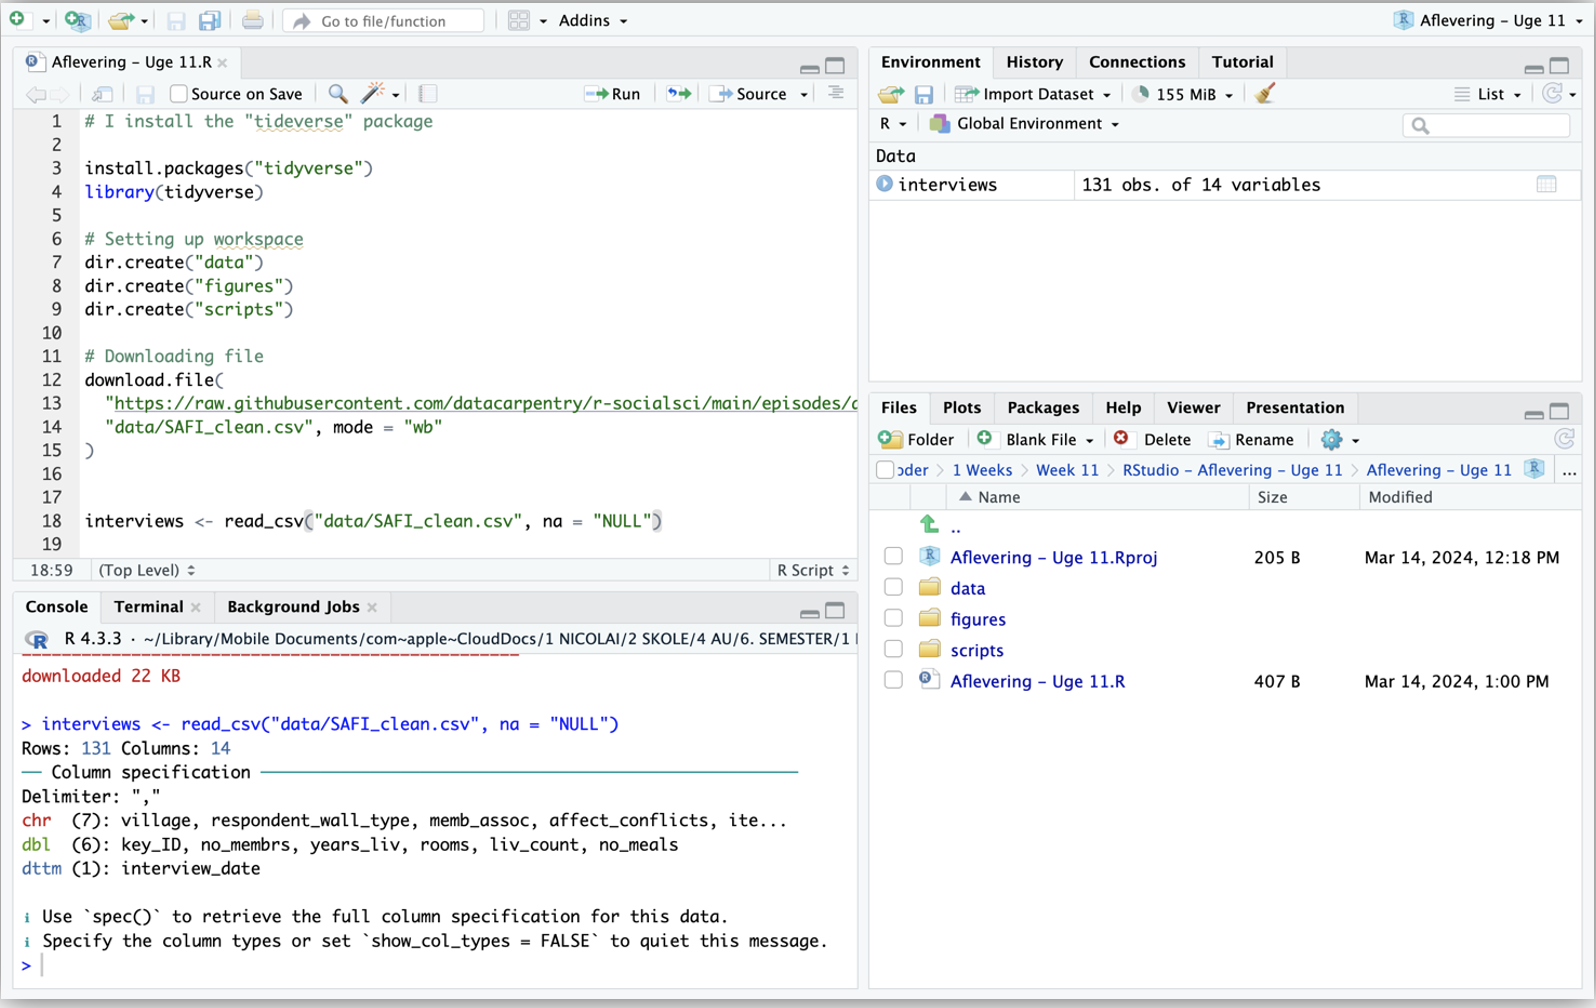 Go to file/function
Addins
Aflevering – Uge 11
Aflevering – Uge 11.R
Source on Save
Run
Source
1 # I install the "tideverse" package
2
3 install.packages("tidyverse")
4 library(tidyverse)
5
6 # Setting up workspace
7 dir.create("data")
8 dir.create("figures")
9 dir.create("scripts")
10
11 # Downloading file
12 download.file(
13 "https://raw.githubusercontent.com/datacarpentry/r-socialsci/main/episodes/
14 "data/SAFI_clean.csv", mode = "wb"
15 )
16
17
18 interviews <- read_csv("data/SAFI_clean.csv", na = "NULL")
19
18:59 (Top Level) R Script
Console Terminal Background Jobs
R 4.3.3 · ~/Library/Mobile Documents/com~apple~CloudDocs/1 NICOLAI/2 SKOLE/4 AU/6. SEMESTER/1
downloaded 22 KB
> interviews <- read_csv("data/SAFI_clean.csv", na = "NULL")
Rows: 131 Columns: 14
── Column specification ──
Delimiter: ","
chr (7): village, respondent_wall_type, memb_assoc, affect_conflicts, ite...
dbl (6): key_ID, no_membrs, years_liv, rooms, liv_count, no_meals
dttm (1): interview_date
ℹ Use `spec()` to retrieve the full column specification for this data.
ℹ Specify the column types or set `show_col_types = FALSE` to quiet this message.
>
Environment History Connections Tutorial
Import Dataset 155 MiB List
R Global Environment
Data
interviews 131 obs. of 14 variables
Files Plots Packages Help Viewer Presentation
Folder Blank File Delete Rename
oder > 1 Weeks > Week 11 > RStudio – Aflevering – Uge 11 > Aflevering – Uge 11 ...
Name Size Modified
..
Aflevering – Uge 11.Rproj 205 B Mar 14, 2024, 12:18 PM
data
figures
scripts
Aflevering – Uge 11.R 407 B Mar 14, 2024, 1:00 PM